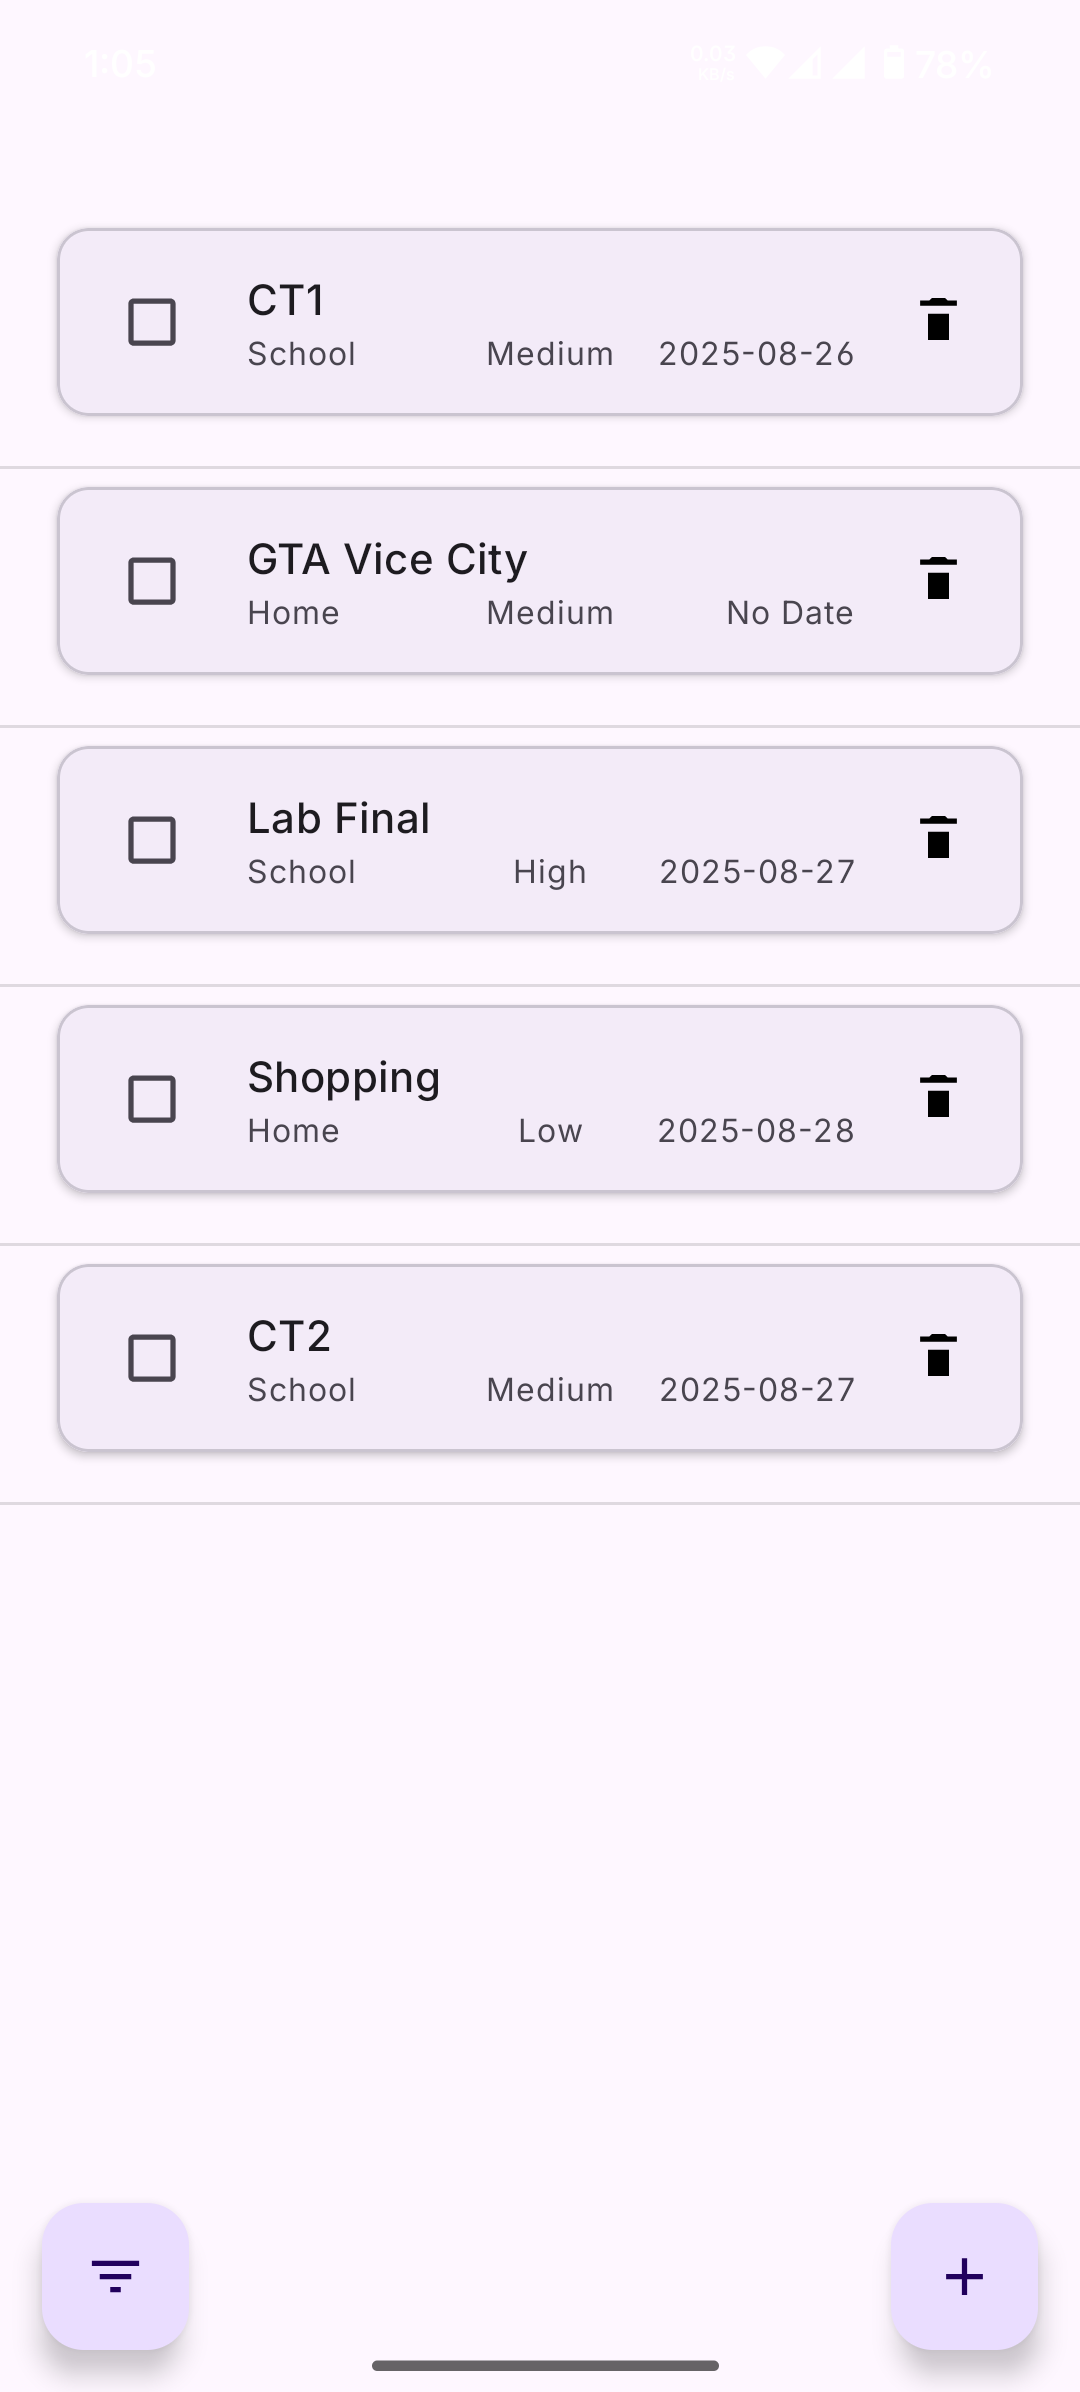 1:05 0.03 78%
KB/s
CT1
School Medium 2025-08-26
GTA Vice City
Home Medium No Date
Lab Final
School High 2025-08-27
Shopping
Home Low 2025-08-28
CT2
School Medium 2025-08-27